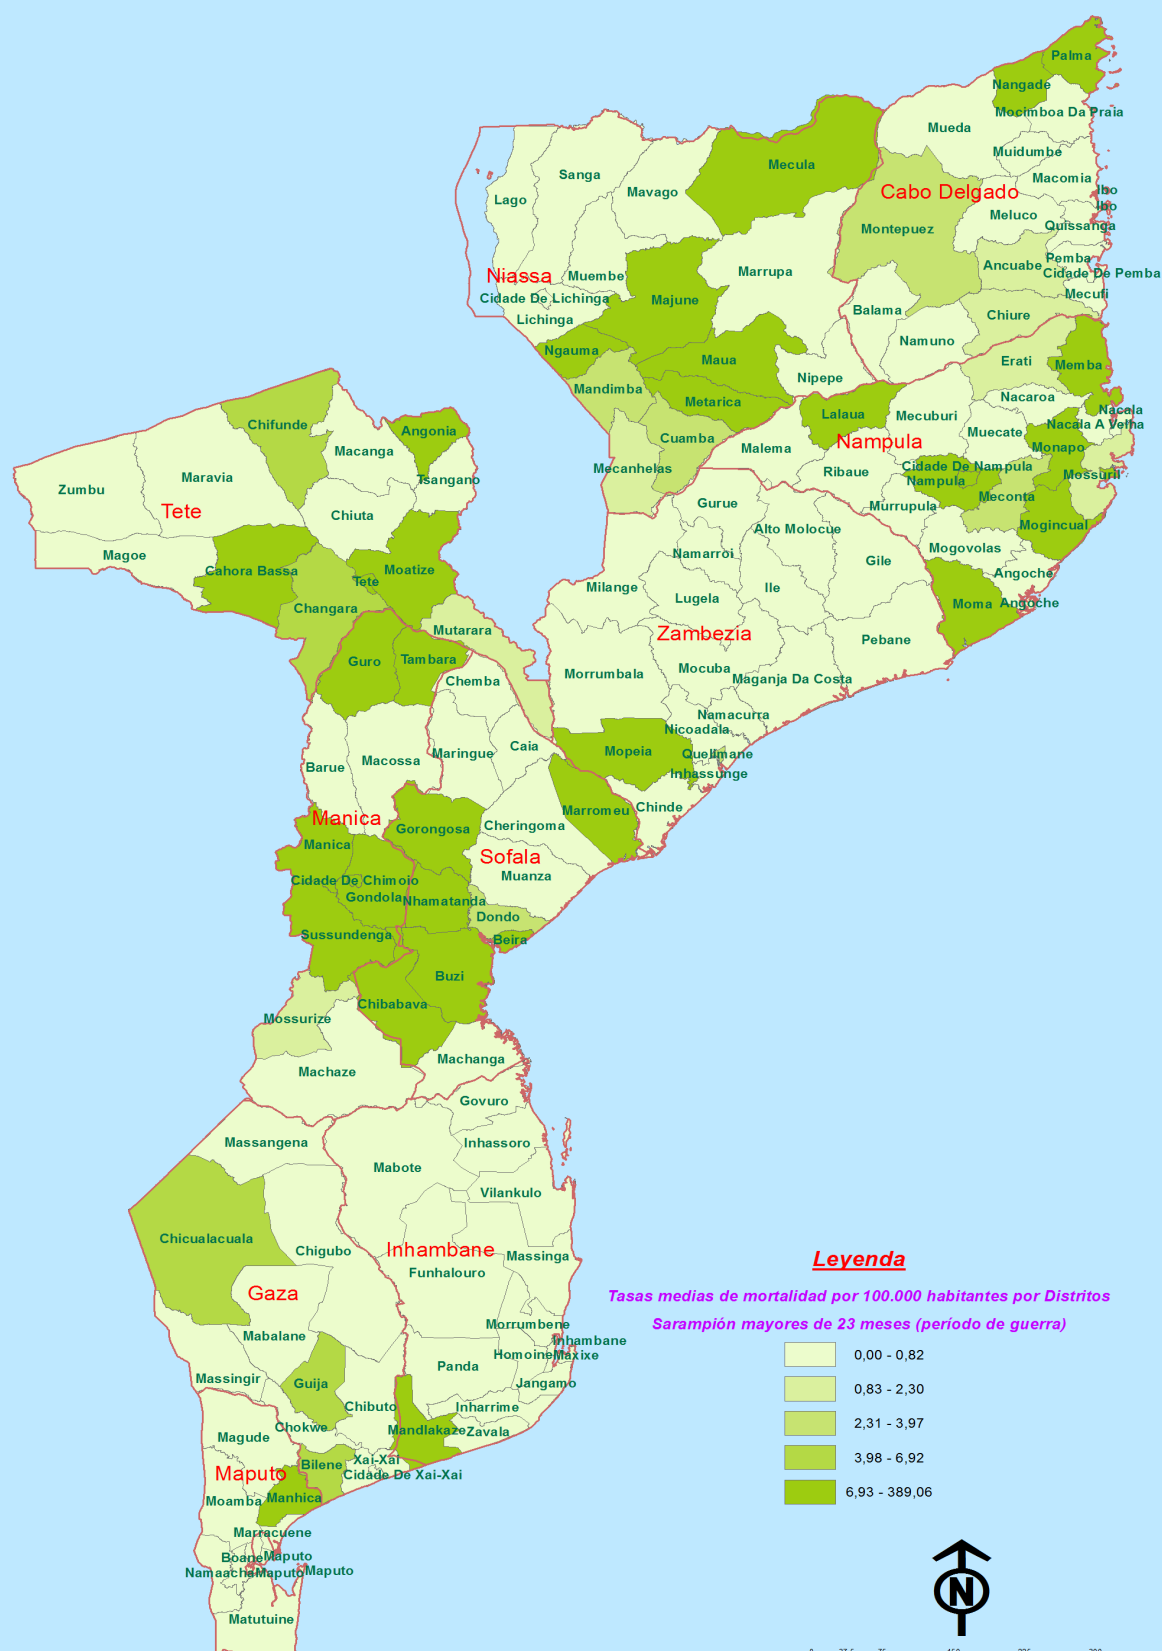 Palma
Nangade
Mocimboa Da Praia
Mueda
Muidumbe
Mecula
Sanga
Macomia
Mavago
Cabo Delgado
Ibo
Lago
Ibo
Meluco
Quissanga
Montepuez
Pemba
Ancuabe
Marrupa
Cidade De Pemba
Niassa
Muembe
Mecufi
Cidade De Lichinga
Majune
Balama
Chiure
Lichinga
Namuno
Ngauma
Maua
Erati
Memba
Nipepe
Mandimba
Nacaroa
Metarica
Nacala
Lalaua
Mecuburi
Chifunde
Nacala A Velha
Angonia
Muecate
Cuamba
Nampula
Monapo
Macanga
Malema
Mecanhelas
Cidade De Nampula
Ribaue
Maravia
Mossuril
Tsangano
Nampula
Zumbu
Meconta
Gurue
Murrupula
Tete
Chiuta
Alto Molocue
Mogincual
Magoe
Namarroi
Mogovolas
Gile
Cahora Bassa
Moatize
Angoche
Tete
Milange
Ile
Lugela
Moma
Angoche
Changara
Mutarara
Zambezia
Pebane
Guro
Tambara
Mocuba
Morrumbala
Chemba
Maganja Da Costa
Namacurra
Nicoadala
Caia
Mopeia
Maringue
Quelimane
Macossa
Barue
Inhassunge
Marromeu
Chinde
Manica
Gorongosa
Cheringoma
Manica
Sofala
Muanza
Cidade De Chimoio
Gondola
Nhamatanda
Dondo
Sussundenga
Beira
Buzi
Chibabava
Mossurize
Machanga
Machaze
Govuro
Massangena
Inhassoro
Mabote
Vilankulo
Chicualacuala
Chigubo
Inhambane
Massinga
Funhalouro
Gaza
Mabalane
Morrumbene
Inhambane
Homoine
Maxixe
Panda
Massingir
Guija
Jangamo
Chibuto
Inharrime
Chokwe
Mandlakaze
Zavala
Magude
Xai-Xai
Bilene
Maputo
Cidade De Xai-Xai
Moamba
Manhica
Marracuene
Boane
Maputo
Namaacha
Maputo
Maputo
Matutuine
Leyenda
Tasas medias de mortalidad por 100.000 habitantes por Distritos
Sarampión mayores de 23 meses (período de guerra)
0,00 - 0,82
0,83 - 2,30
2,31 - 3,97
3,98 - 6,92
6,93 - 389,06
N